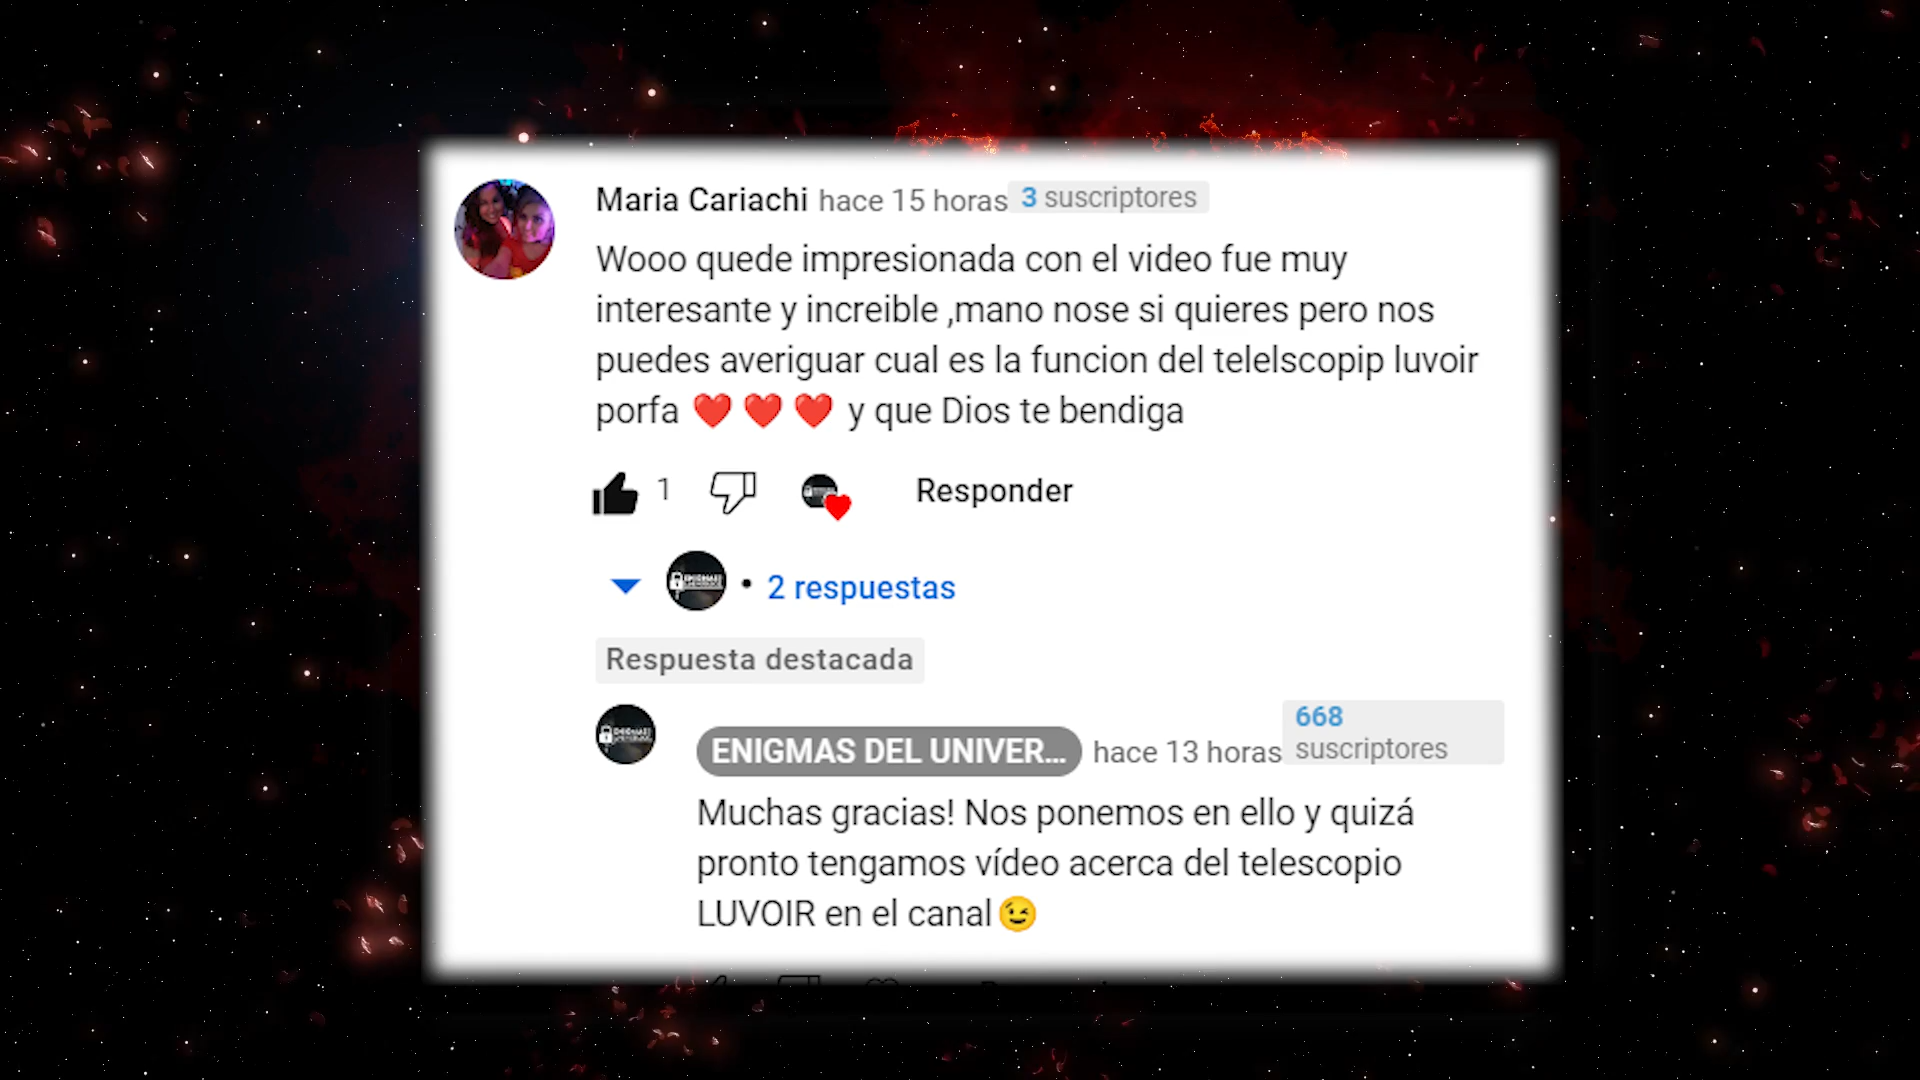 Maria Cariachi hace 15 horas 3 suscriptores
Wooo quede impresionada con el video fue muy
interesante y increible ,mano nose si quieres pero nos
puedes averiguar cual es la funcion del telelscopip luvoir
porfa ❤️ ❤️ ❤️ y que Dios te bendiga
1 Responder
• 2 respuestas
Respuesta destacada
ENIGMAS DEL UNIVER... hace 13 horas 668
suscriptores
Muchas gracias! Nos ponemos en ello y quizá
pronto tengamos vídeo acerca del telescopio
LUVOIR en el canal😉